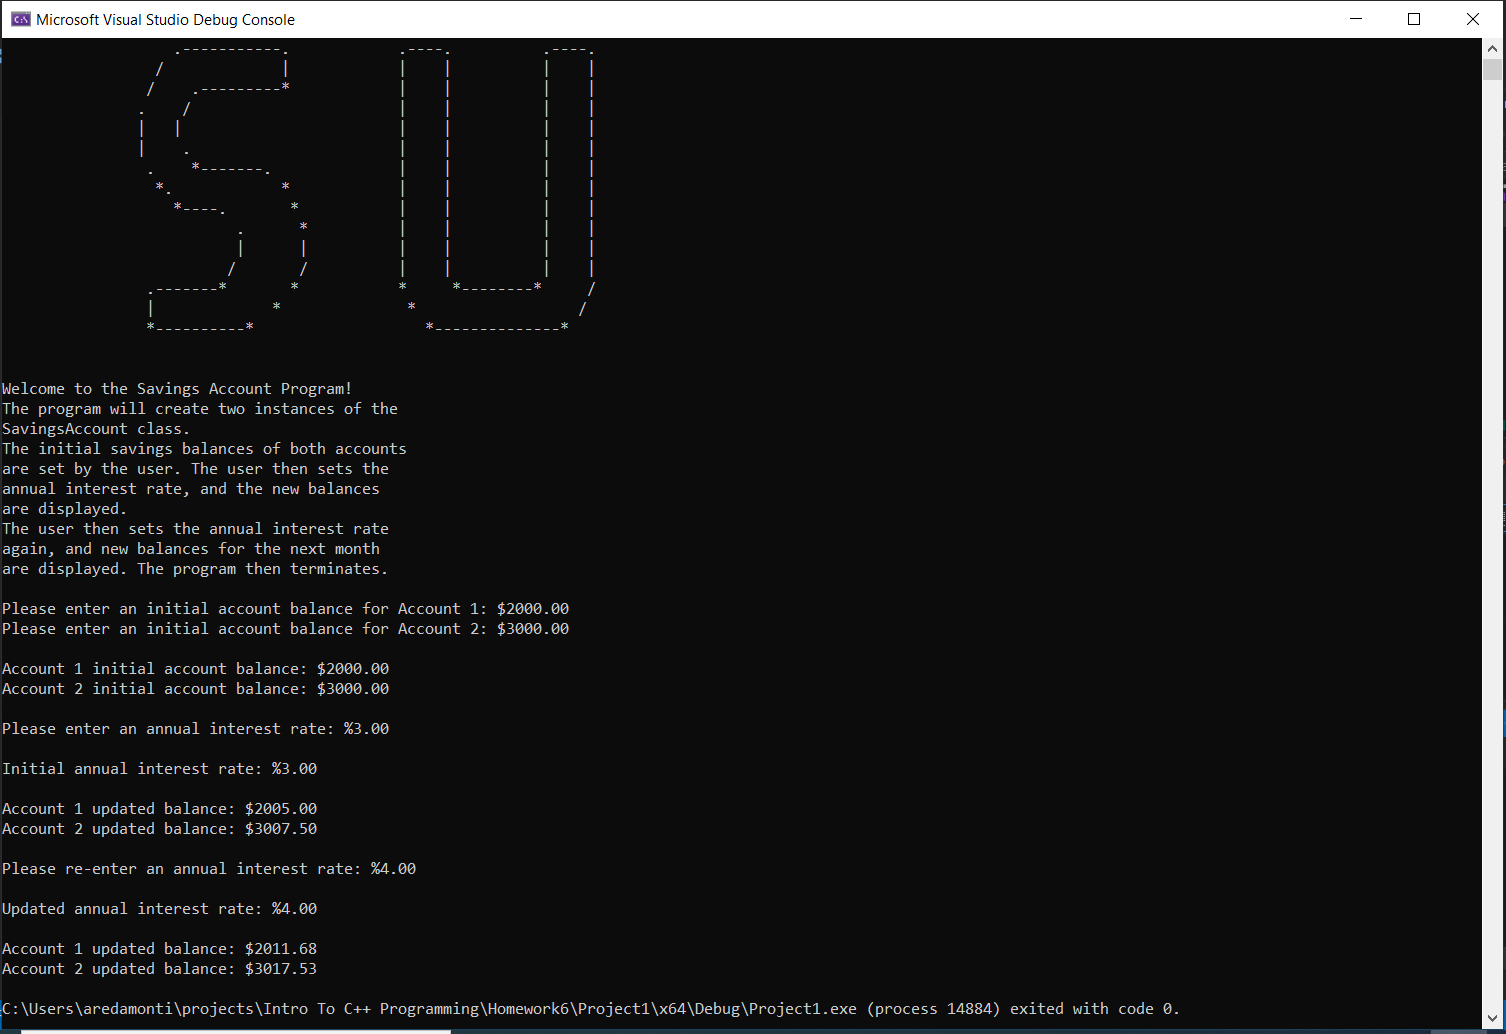 Microsoft Visual Studio Debug Console
Welcome to the Savings Account Program!
The program will create two instances of the
SavingsAccount class.
The initial savings balances of both accounts
are set by the user. The user then sets the
annual interest rate, and the new balances
are displayed.
The user then sets the annual interest rate
again, and new balances for the next month
are displayed. The program then terminates.
Please enter an initial account balance for Account 1: $2000.00
Please enter an initial account balance for Account 2: $3000.00
Account 1 initial account balance: $2000.00
Account 2 initial account balance: $3000.00
Please enter an annual interest rate: %3.00
Initial annual interest rate: %3.00
Account 1 updated balance: $2005.00
Account 2 updated balance: $3007.50
Please re-enter an annual interest rate: %4.00
Updated annual interest rate: %4.00
Account 1 updated balance: $2011.68
Account 2 updated balance: $3017.53
C:\Users\aredamonti\projects\Intro To C++ Programming\Homework6\Project1\x64\Debug\Project1.exe (process 14884) exited with code 0.